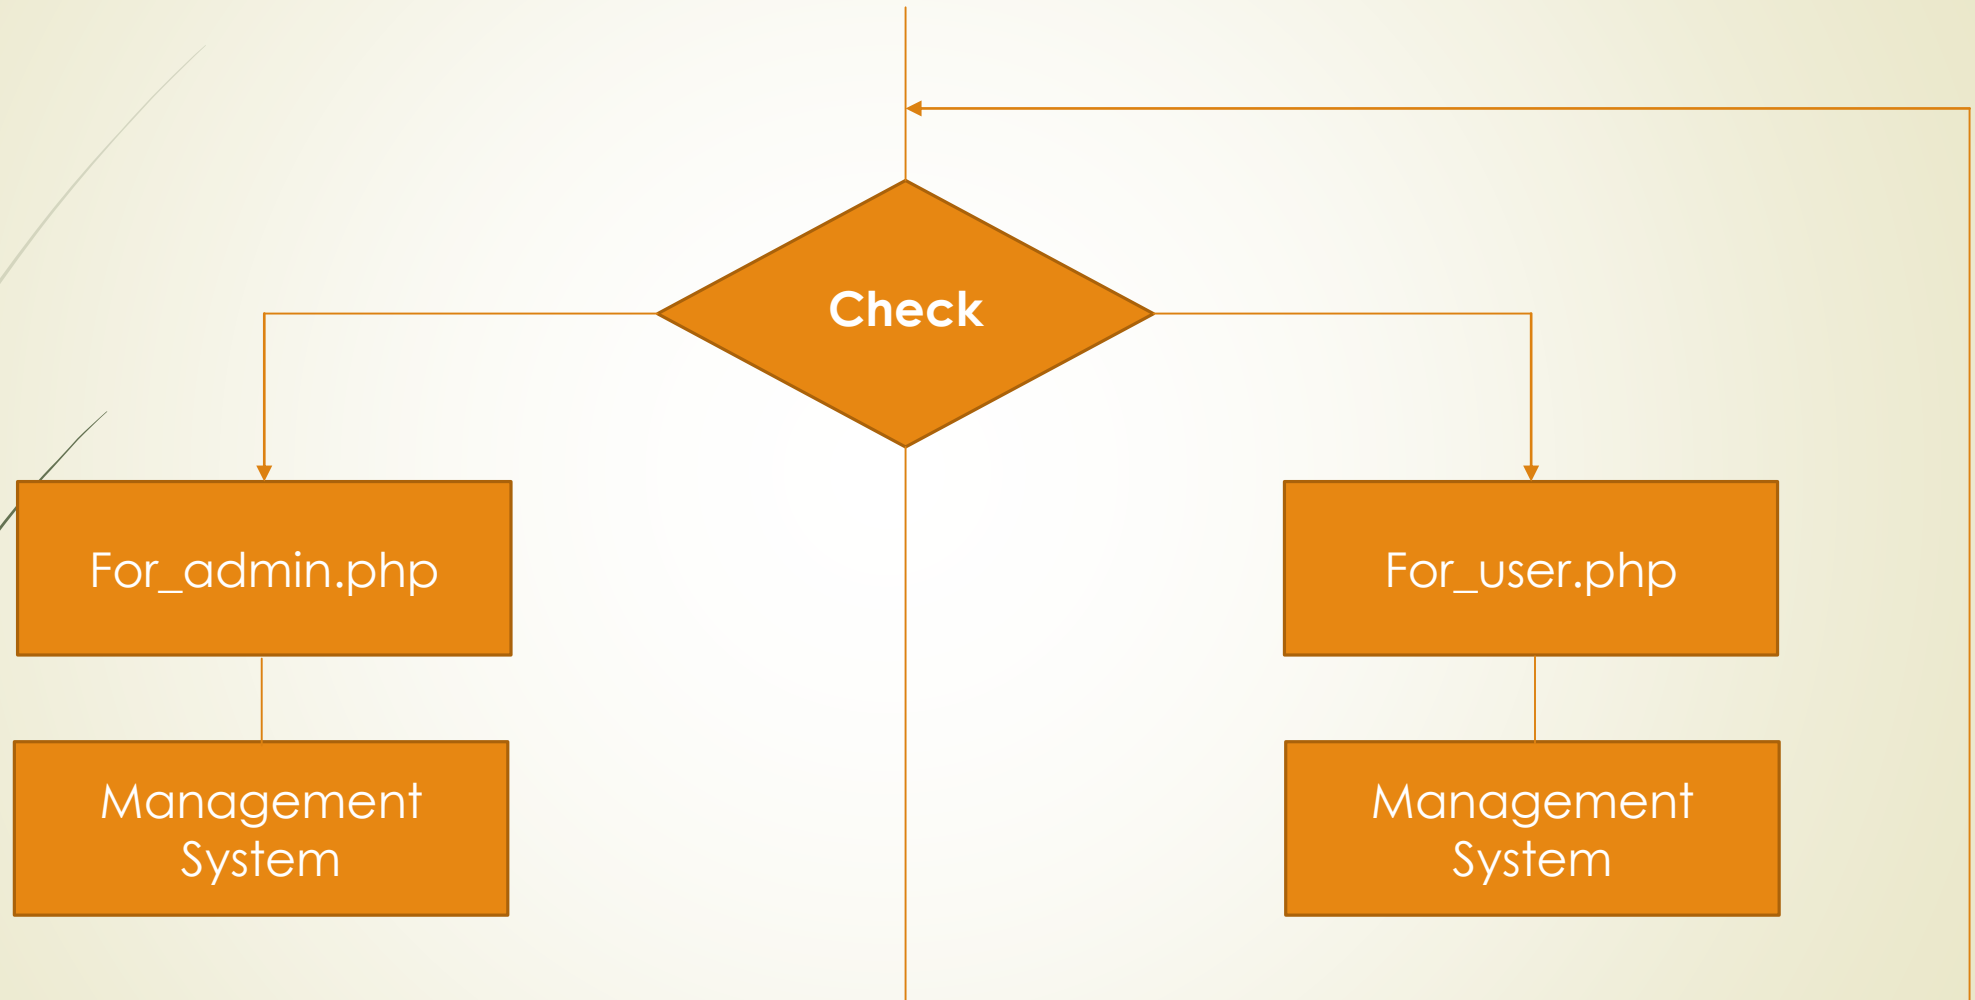 Check
For_admin.php
For_user.php
Management
System
Management
System